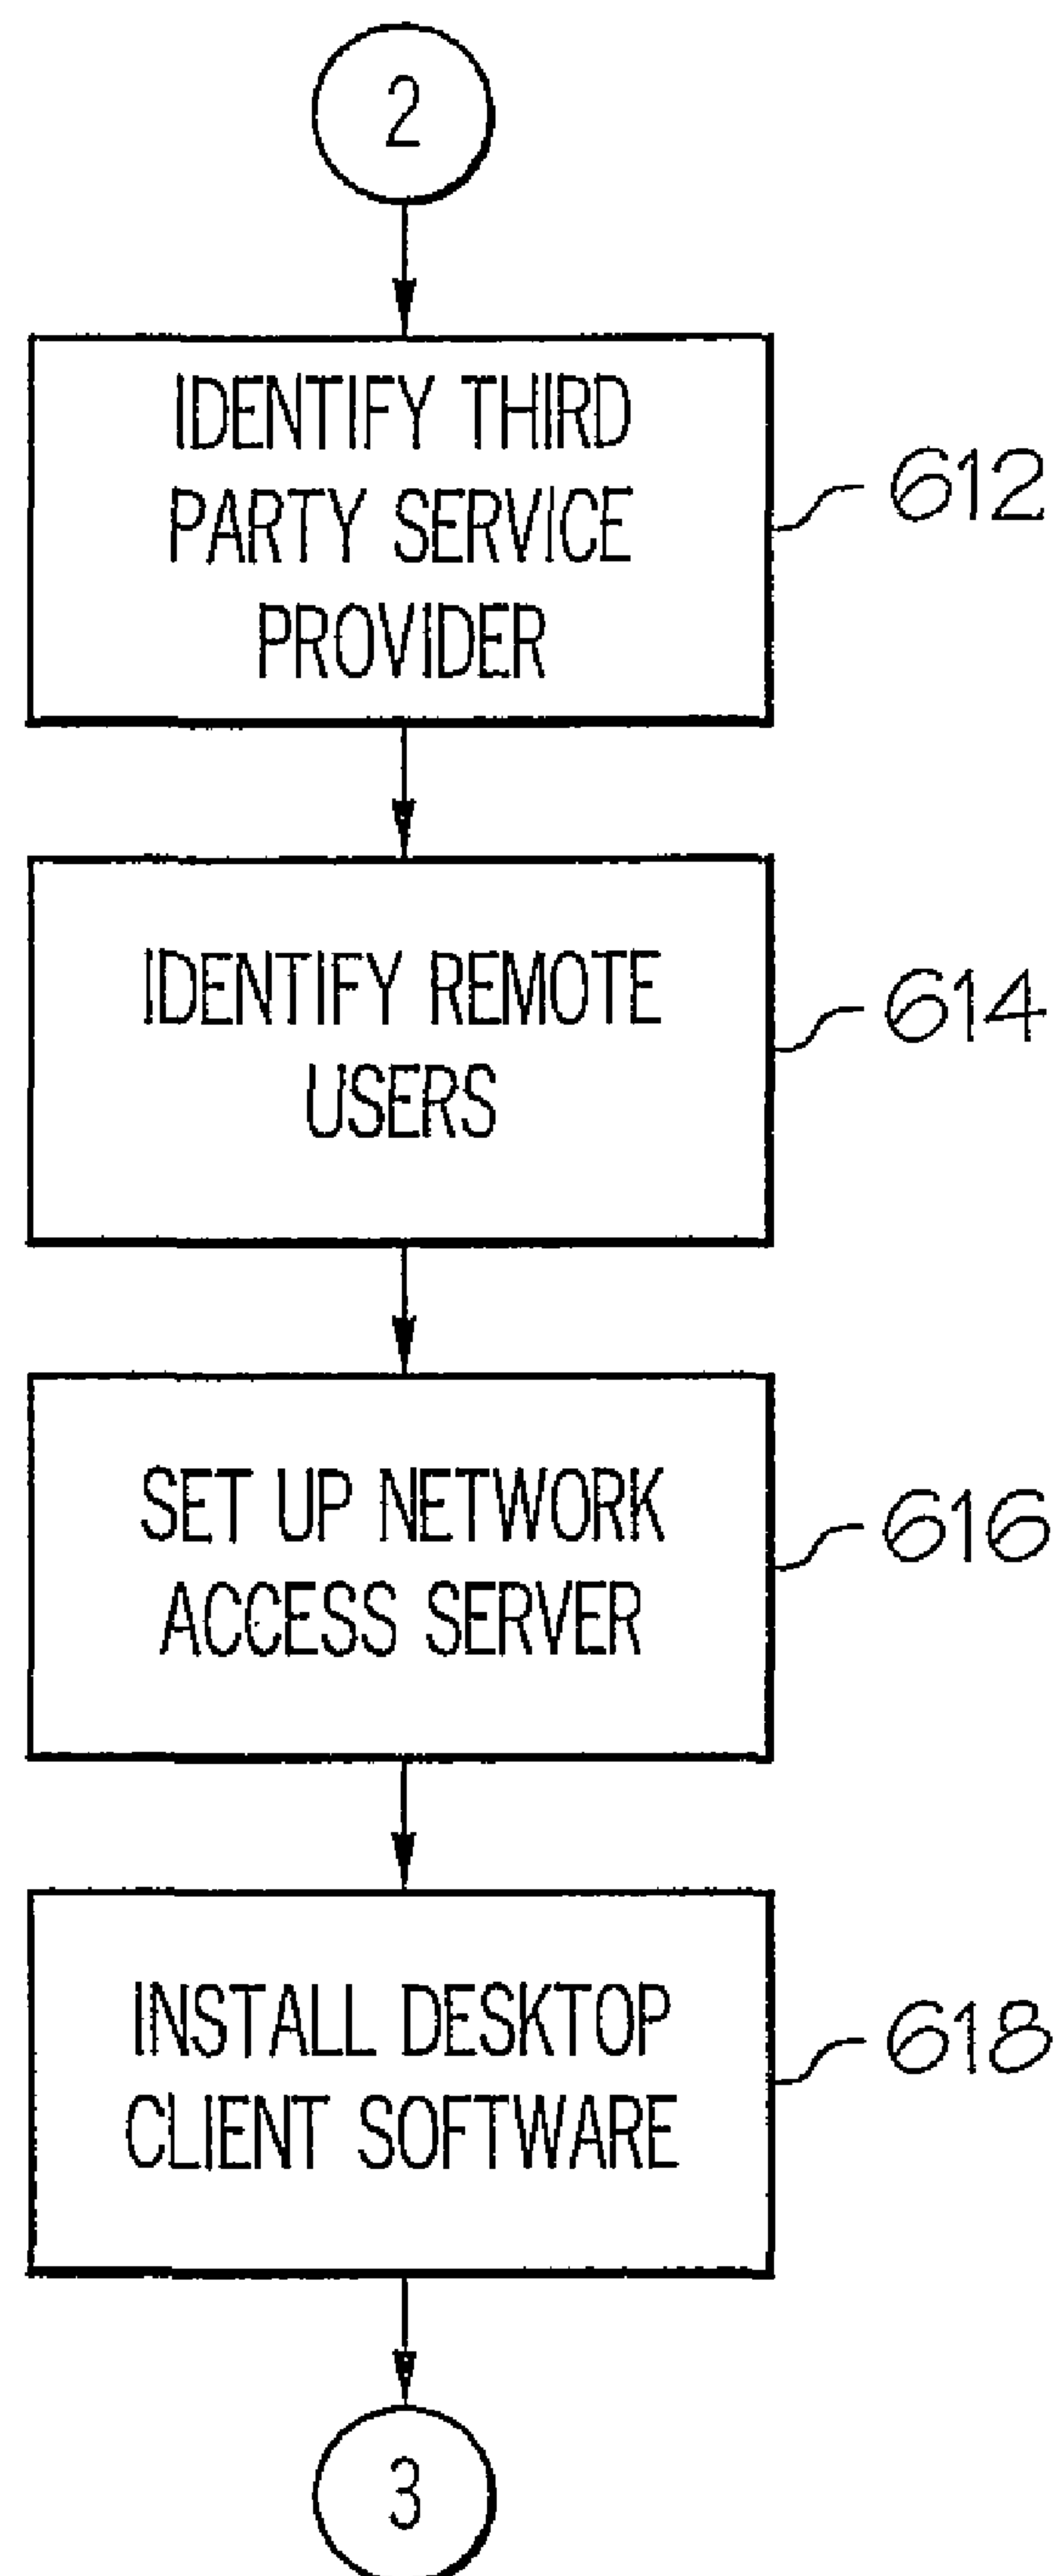 2
IDENTIFY THIRD
PARTY SERVICE
PROVIDER
612
IDENTIFY REMOTE
USERS
614
SET UP NETWORK
ACCESS SERVER
616
INSTALL DESKTOP
CLIENT SOFTWARE
618
3